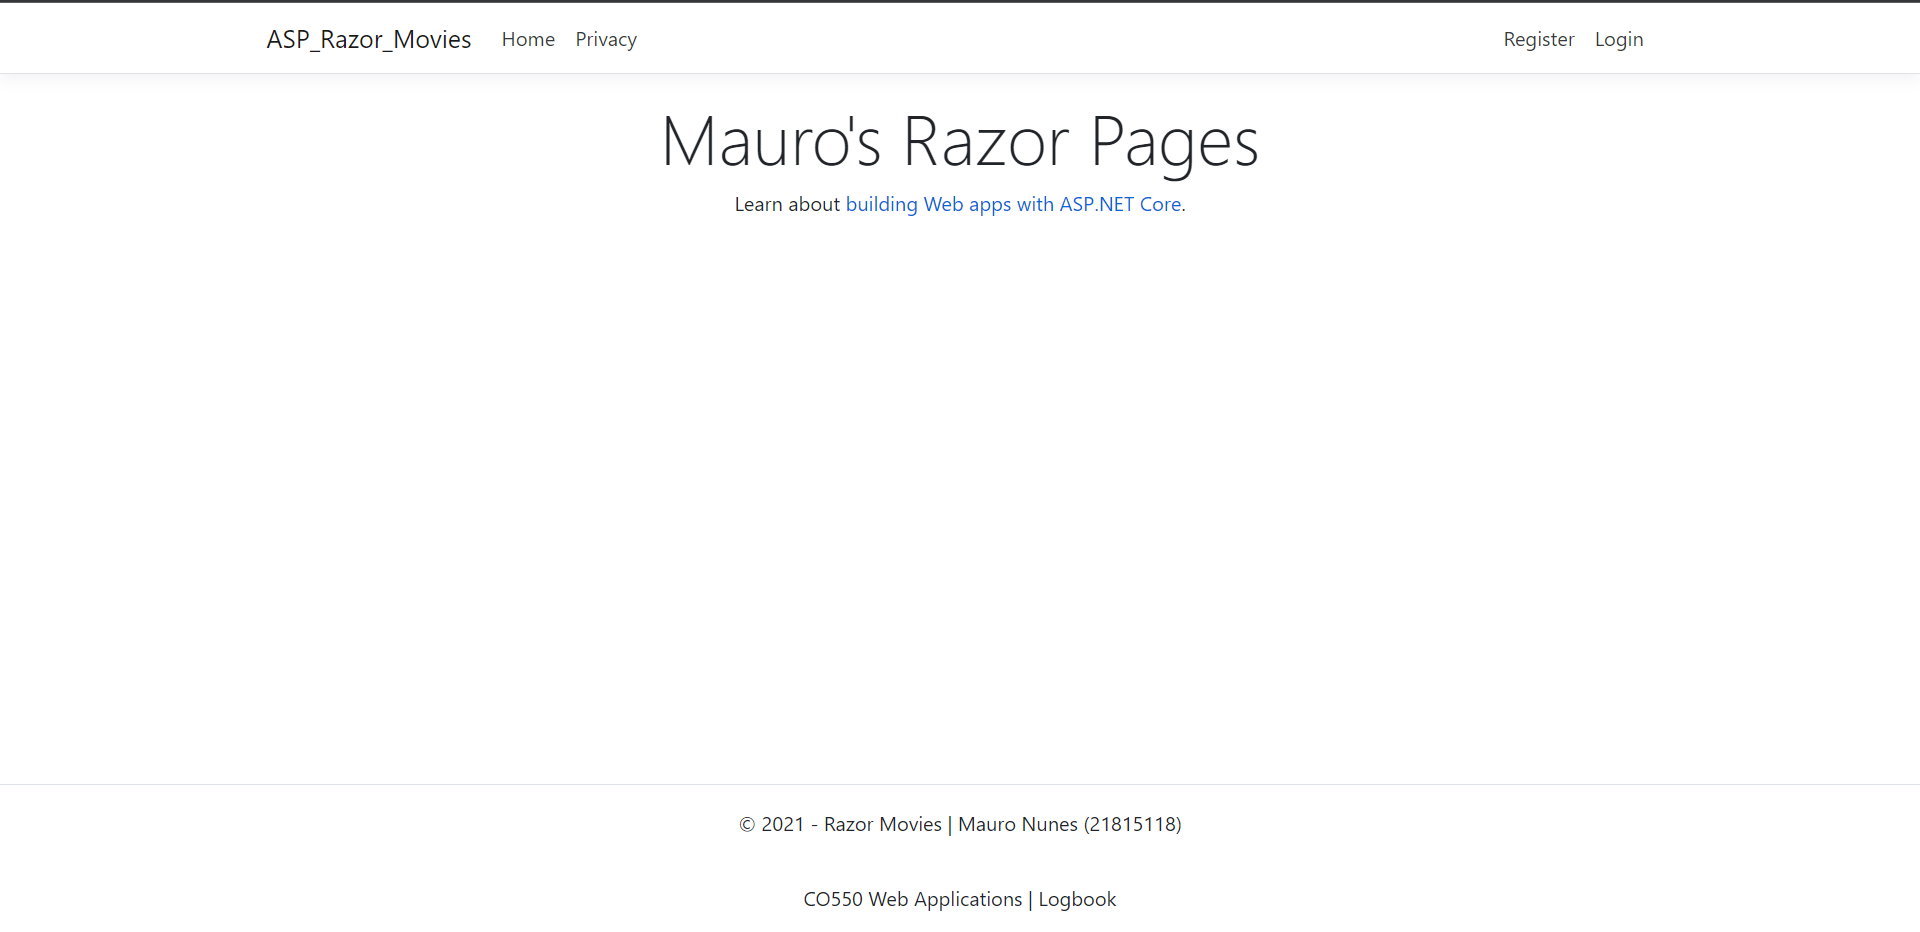 ASP_Razor_Movies Home Privacy Register Login
Mauro's Razor Pages
Learn about building Web apps with ASP.NET Core.
© 2021 - Razor Movies | Mauro Nunes (21815118)
CO550 Web Applications | Logbook